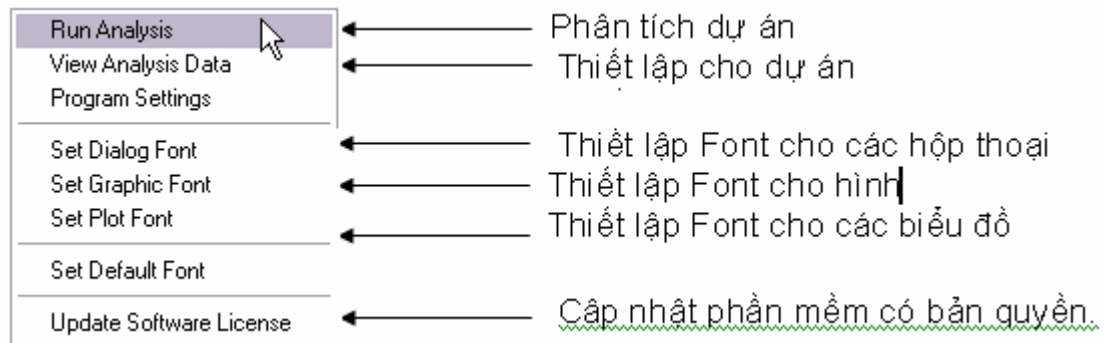 Run Analysis Phân tích dự án
View Analysis Data Thiết lập cho dự án
Program Settings
Set Dialog Font Thiết lập Font cho các hộp thoại
Set Graphic Font Thiết lập Font cho hình
Set Plot Font Thiết lập Font cho các biểu đồ
Set Default Font
Update Software License Câp nhật phần mềm có bản quyền.